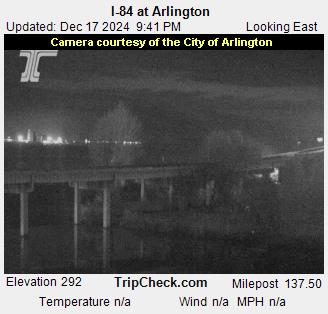 I-84 at Arlington
Updated: Dec 17 2024 9:41 PM Looking East
Camera courtesy of the City of Arlington
Elevation 292 TripCheck.com Milepost 137.50
Temperature n/a Wind n/a MPH n/a